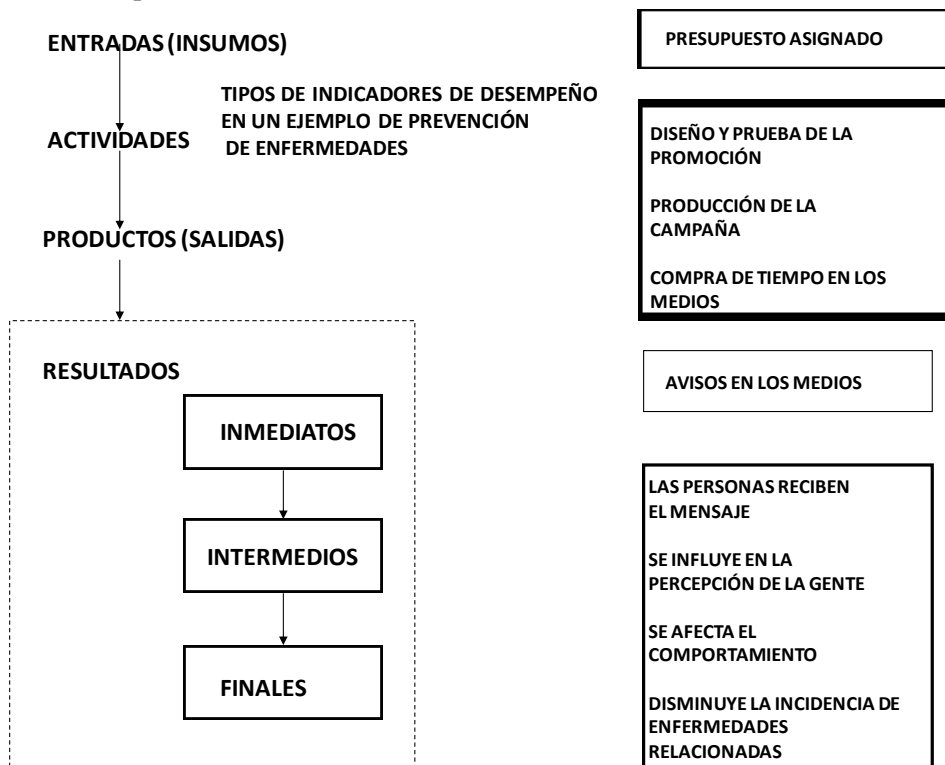 ENTRADAS (INSUMOS)
TIPOS DE INDICADORES DE DESEMPEÑO
EN UN EJEMPLO DE PREVENCIÓN
DE ENFERMEDADES
ACTIVIDADES
PRODUCTOS (SALIDAS)
RESULTADOS
INMEDIATOS
INTERMEDIOS
FINALES
PRESUPUESTO ASIGNADO
DISEÑO Y PRUEBA DE LA
PROMOCIÓN
PRODUCCIÓN DE LA
CAMPAÑA
COMPRA DE TIEMPO EN LOS
MEDIOS
AVISOS EN LOS MEDIOS
LAS PERSONAS RECIBEN
EL MENSAJE
SE INFLUYE EN LA
PERCEPCIÓN DE LA GENTE
SE AFECTA EL
COMPORTAMIENTO
DISMINUYE LA INCIDENCIA DE
ENFERMEDADES
RELACIONADAS